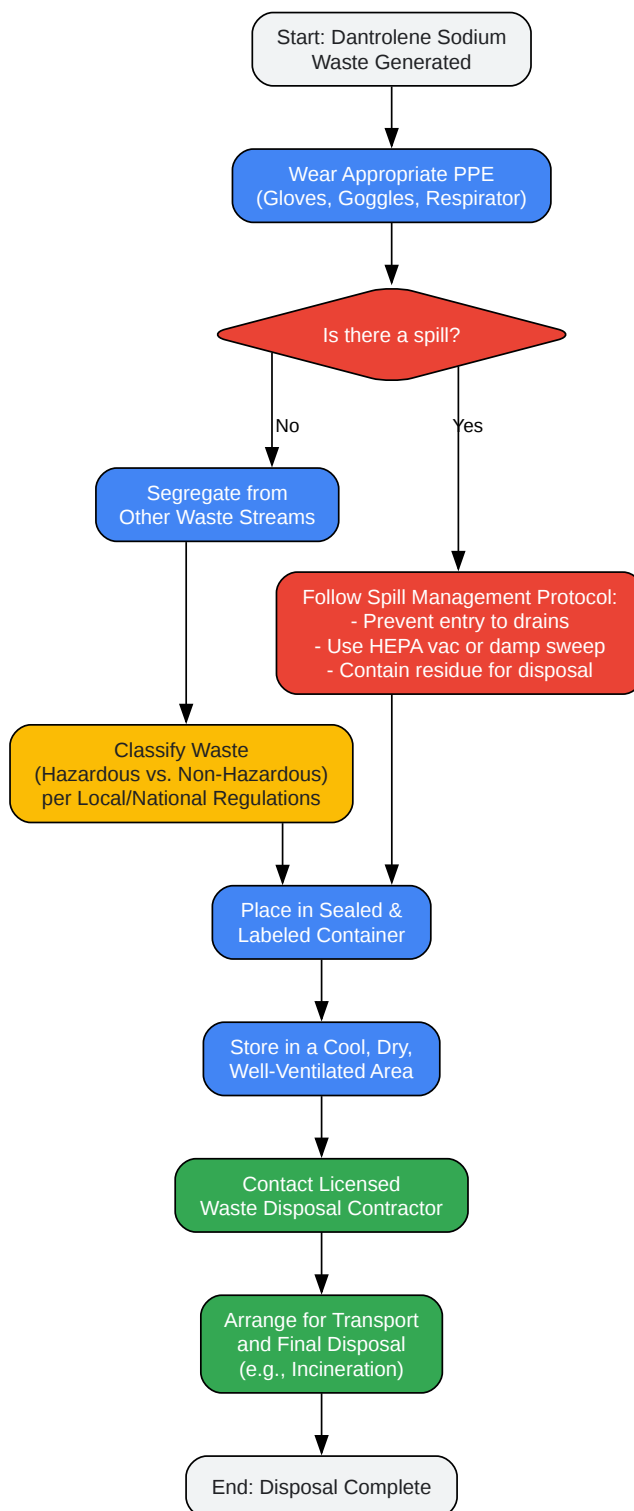 Start: Dantrolene Sodium
Waste Generated
Wear Appropriate PPE
(Gloves, Goggles, Respirator)
Is there a spill?
No
Yes
Segregate from
Other Waste Streams
Follow Spill Management Protocol:
- Prevent entry to drains
- Use HEPA vac or damp sweep
- Contain residue for disposal
Classify Waste
(Hazardous vs. Non-Hazardous)
per Local/National Regulations
Place in Sealed &
Labeled Container
Store in a Cool, Dry,
Well-Ventilated Area
Contact Licensed
Waste Disposal Contractor
Arrange for Transport
and Final Disposal
(e.g., Incineration)
End: Disposal Complete